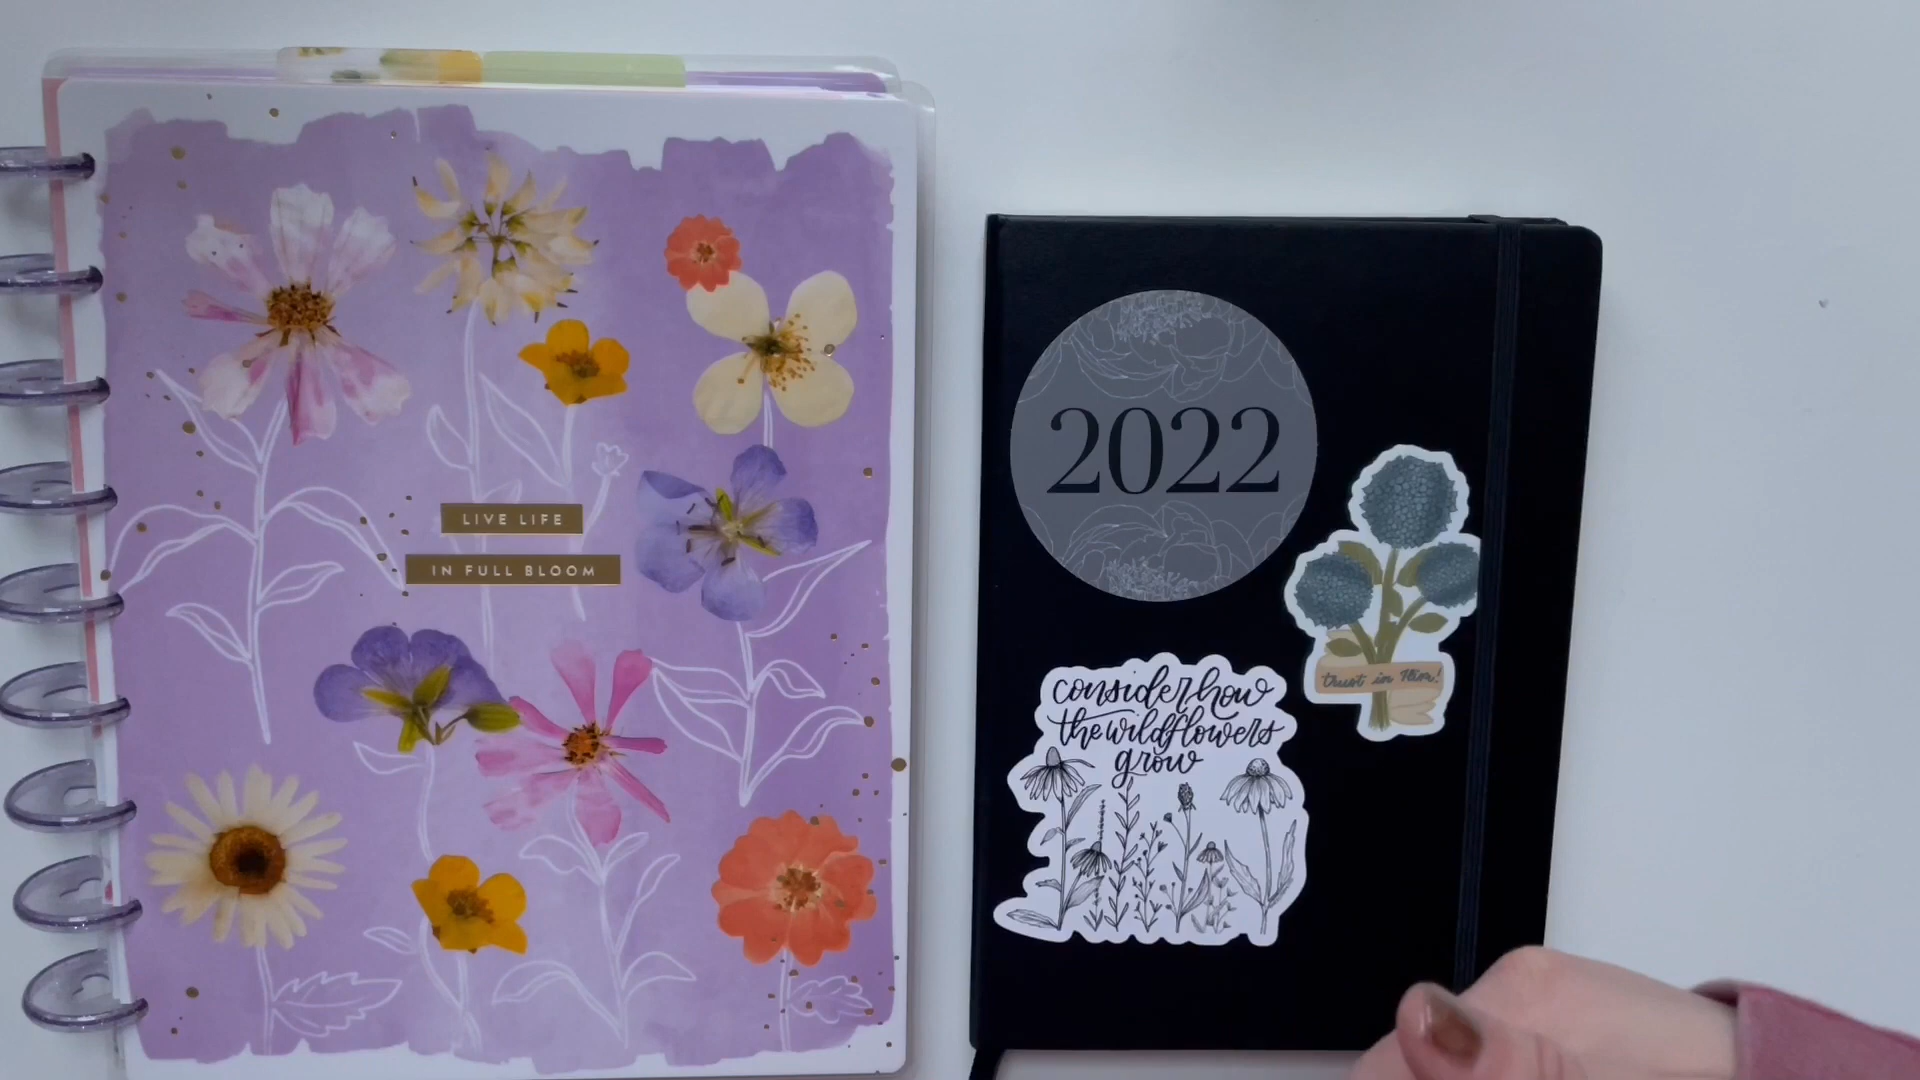 LIVE LIFE
IN FULL BLOOM
2022
trust in Him!
consider how
the wildflowers
grow